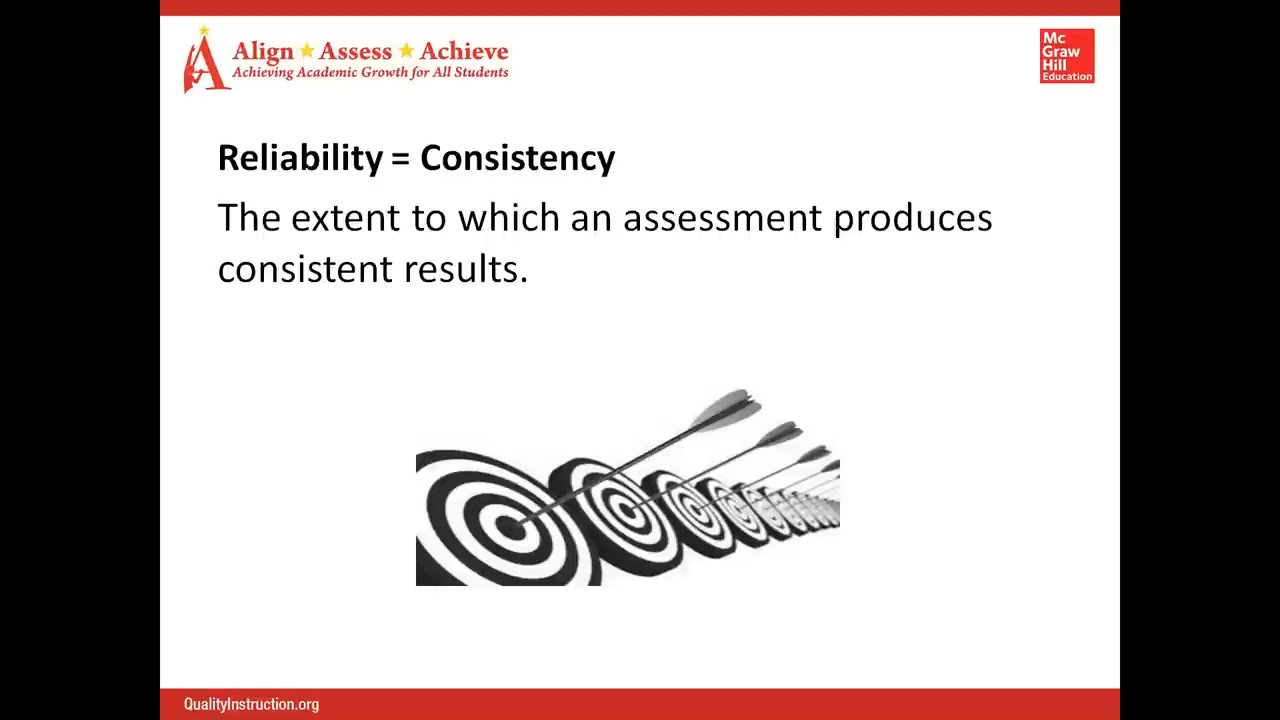 Align ★ Assess ★ Achieve
Achieving Academic Growth for All Students
Mc
Graw
Hill
Education
Reliability = Consistency
The extent to which an assessment produces
consistent results.
QualityInstruction.org